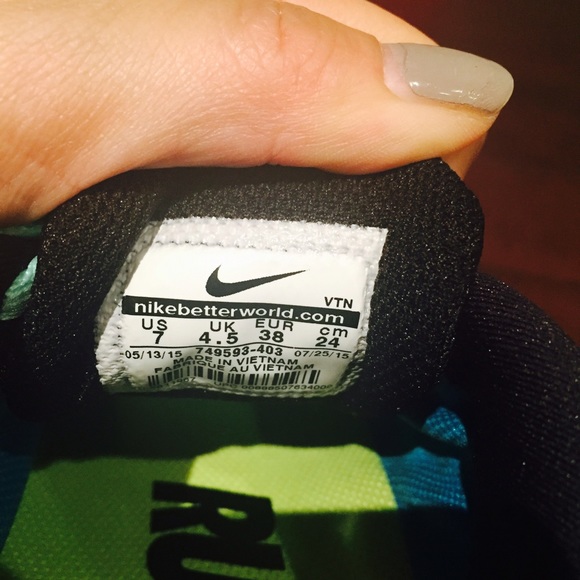 VTN
nikebetterworld.com
US UK EUR cm
7 4.5 38 24
05/13/15 749593-403 07/25/15
MADE IN VIETNAM
FABRIQUE AU VIETNAM
RU